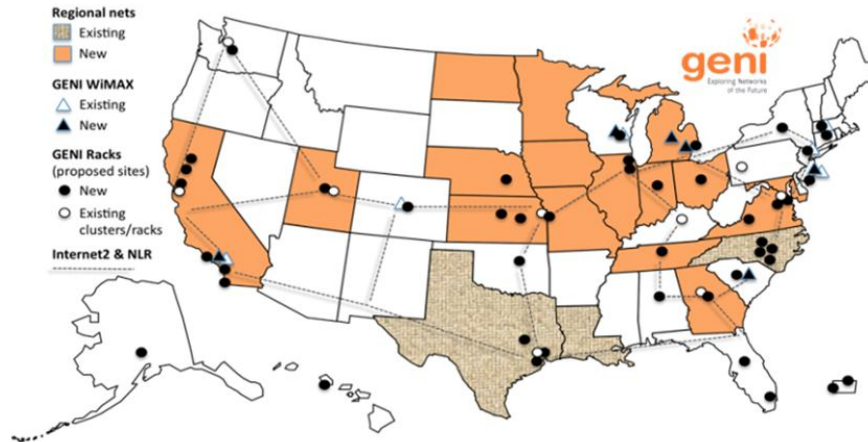 Regional nets
Existing
New
GENI WiMAX
Existing
New
GENI Racks
(proposed sites)
New
Existing
clusters/racks
Internet2 & NLR
geni
Exploring Networks
of the Future